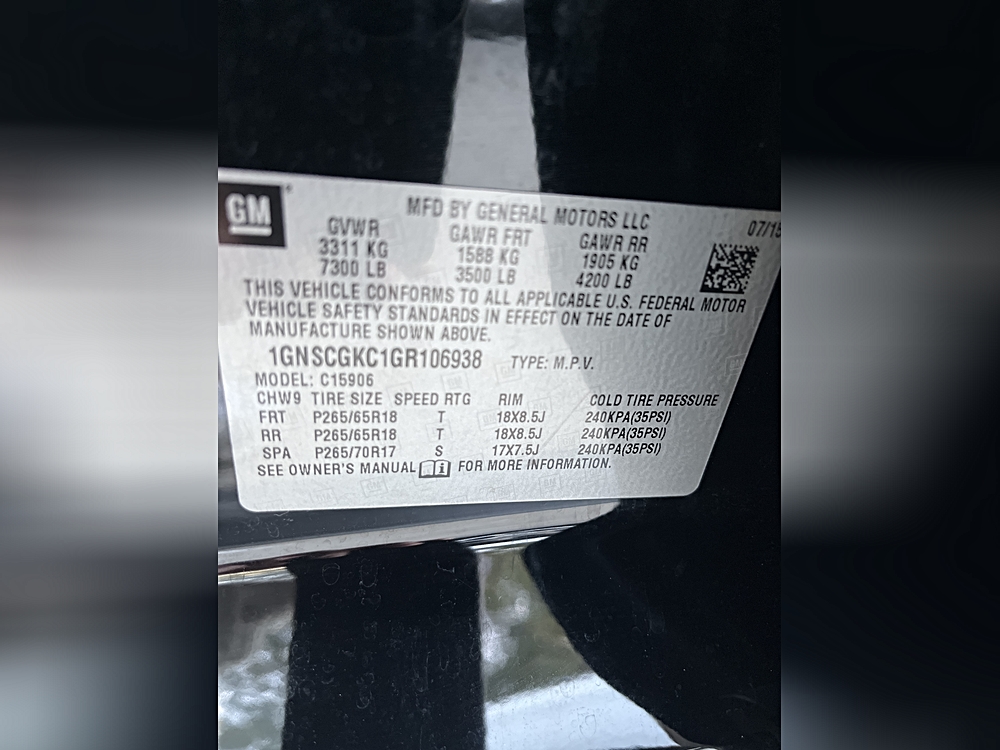 GM
MFD BY GENERAL MOTORS LLC
07/15
GVWR GAWR FRT GAWR RR
3311 KG 1588 KG 1905 KG
7300 LB 3500 LB 4200 LB
THIS VEHICLE CONFORMS TO ALL APPLICABLE U.S. FEDERAL MOTOR
VEHICLE SAFETY STANDARDS IN EFFECT ON THE DATE OF
MANUFACTURE SHOWN ABOVE.
1GNSCGKC1GR106938 TYPE: M.P.V.
MODEL: C15906
CHW9 TIRE SIZE SPEED RTG RIM COLD TIRE PRESSURE
FRT P265/65R18 T 18X8.5J 240KPA(35PSI)
RR P265/65R18 T 18X8.5J 240KPA(35PSI)
SPA P265/70R17 S 17X7.5J 240KPA(35PSI)
SEE OWNER'S MANUAL FOR MORE INFORMATION.